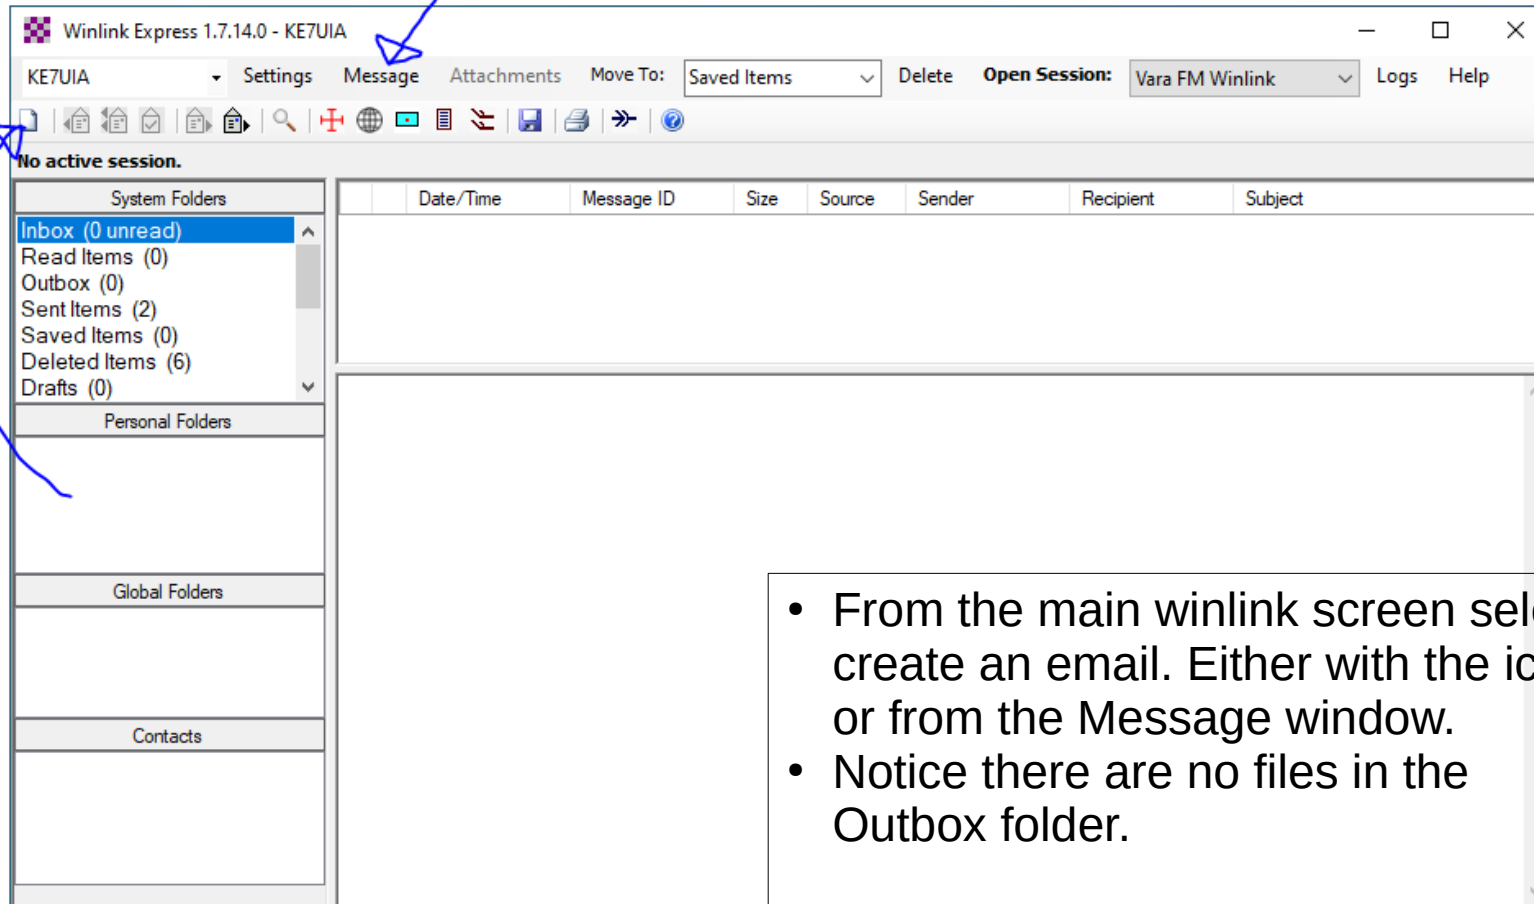 Winlink Express 1.7.14.0 - KE7UIA
KE7UIA Settings Message Attachments Move To: Saved Items Delete Open Session: Vara FM Winlink Logs Help
No active session.
System Folders
Date/Time Message ID Size Source Sender Recipient Subject
Inbox (0 unread)
Read Items (0)
Outbox (0)
Sent Items (2)
Saved Items (0)
Deleted Items (6)
Drafts (0)
Personal Folders
Global Folders
Contacts
• From the main winlink screen
create an email. Either with the
or from the Message window.
• Notice there are no files in the
Outbox folder.